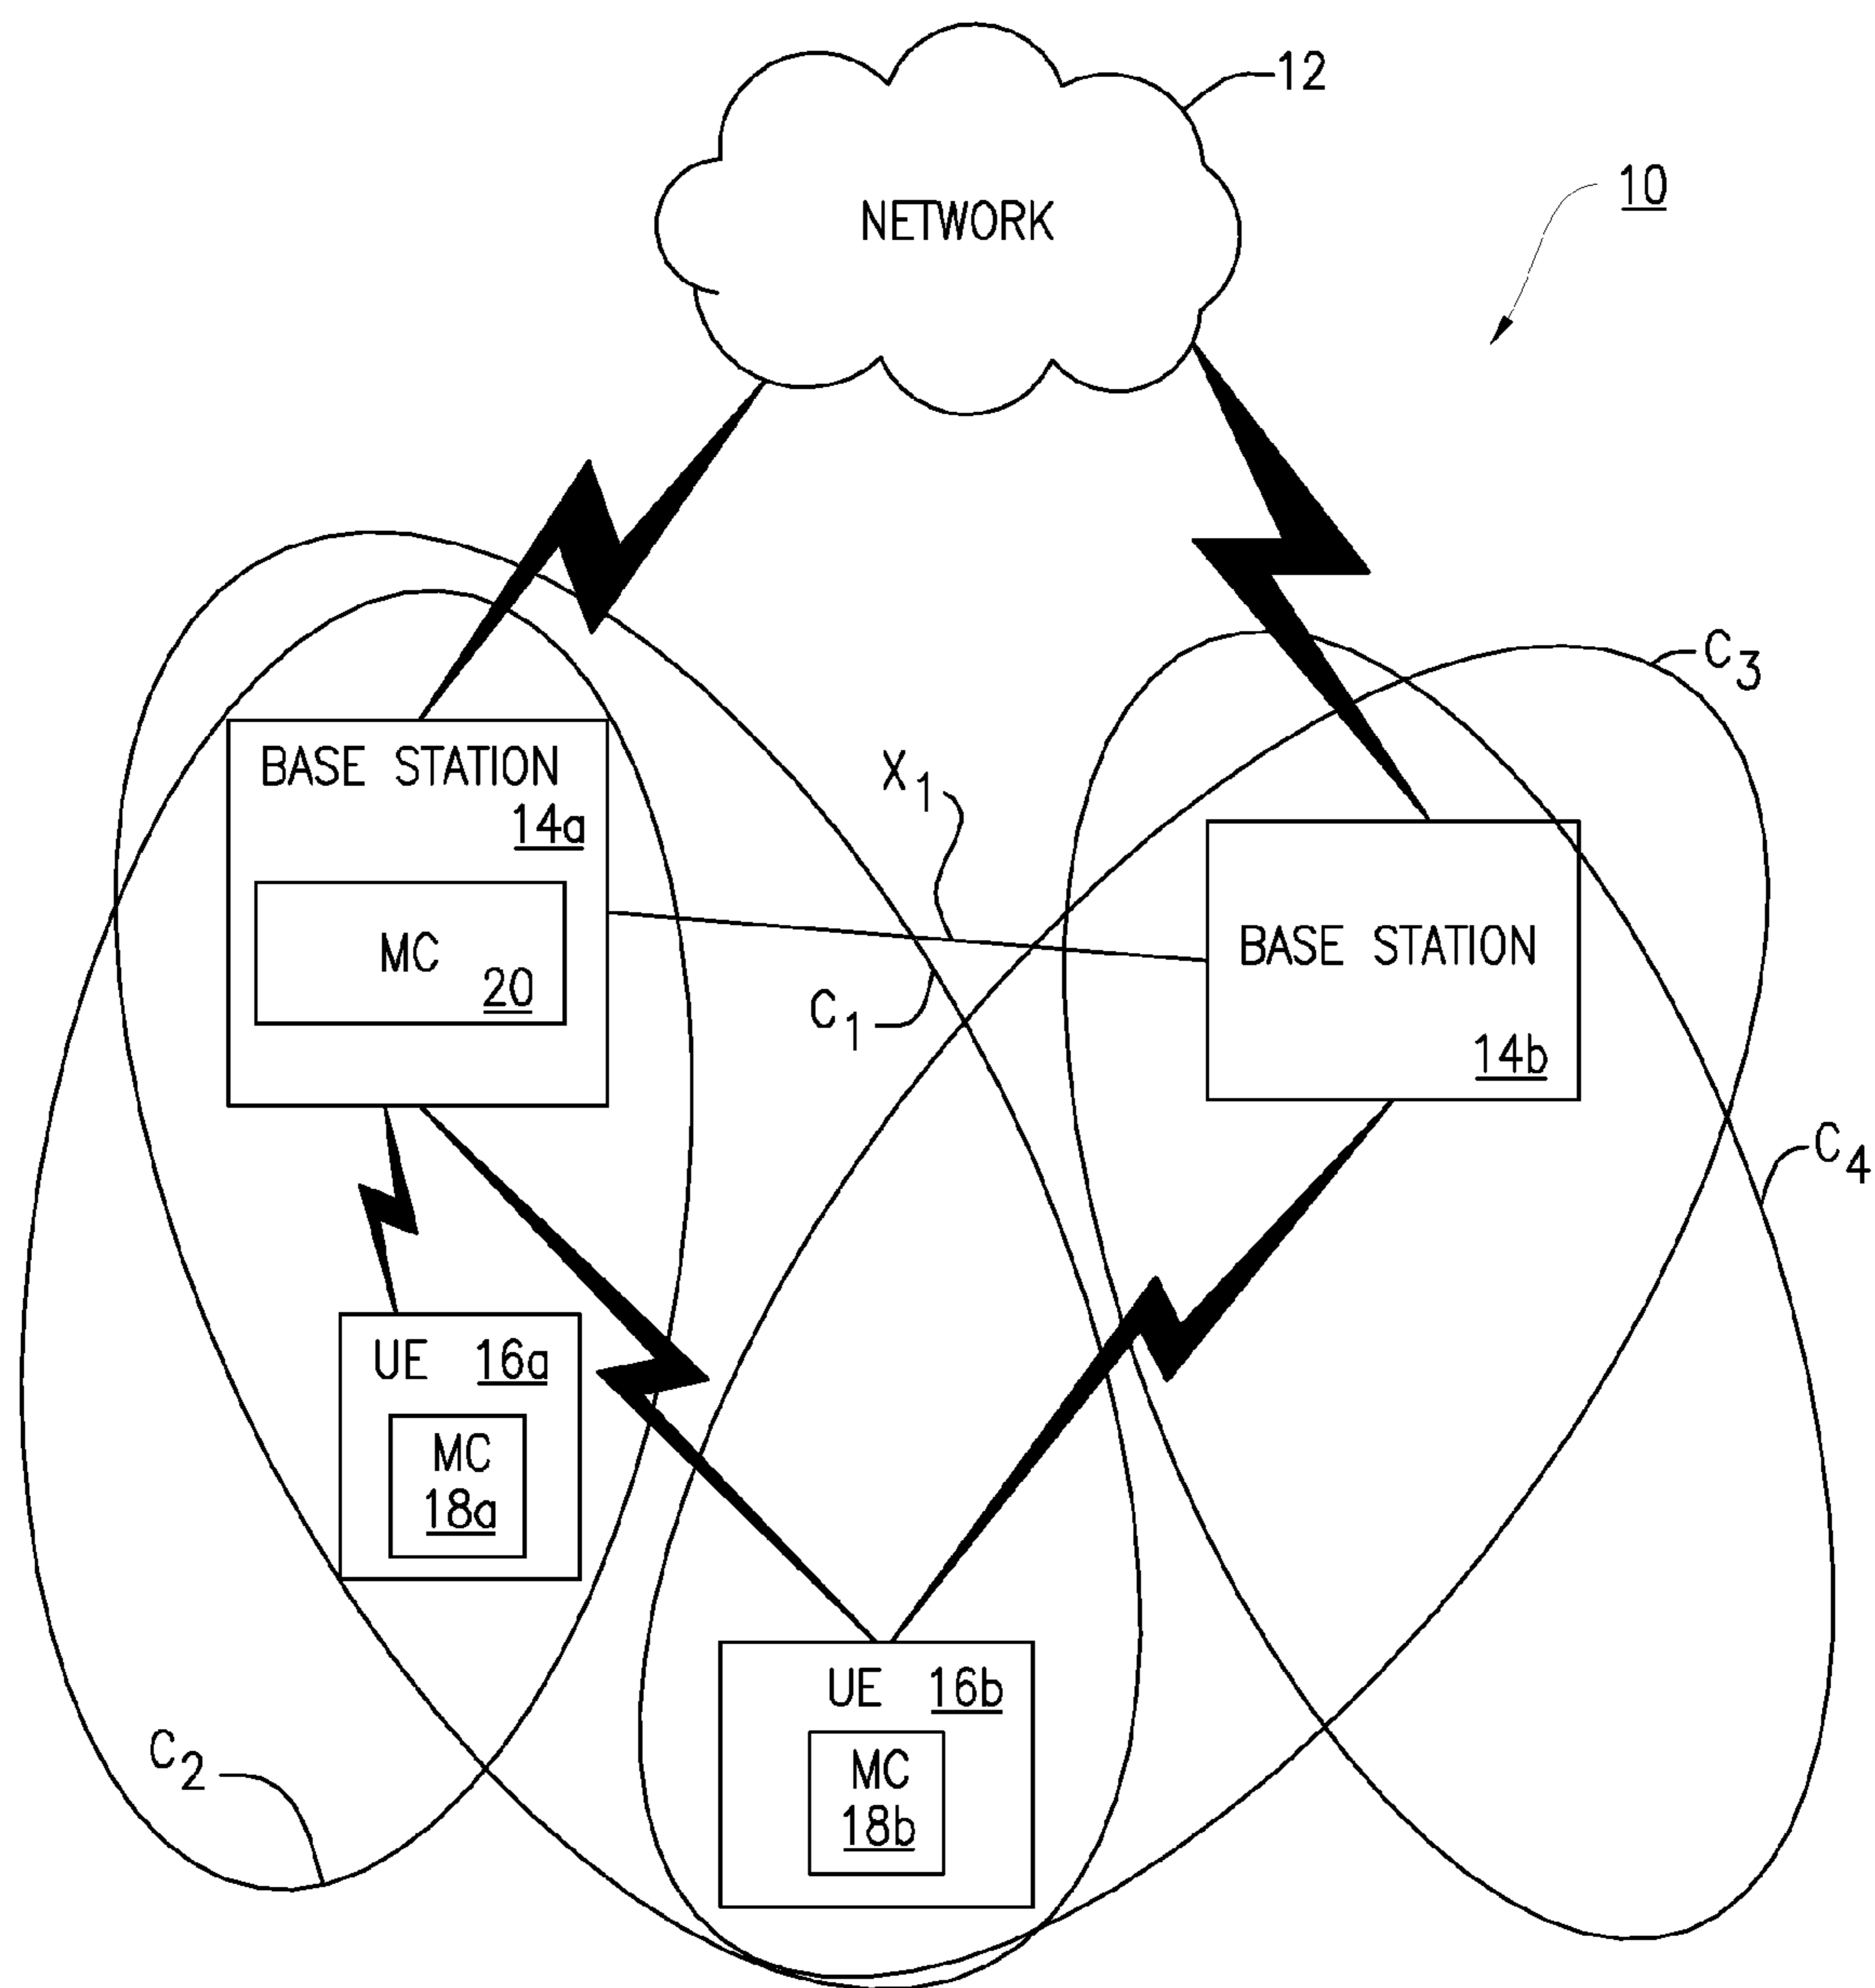 12
NETWORK
10
C3
BASE STATION
14a
X1
MC
20
BASE STATION
C1
14b
C4
UE 16a
MC
18a
UE 16b
C2
MC
18b